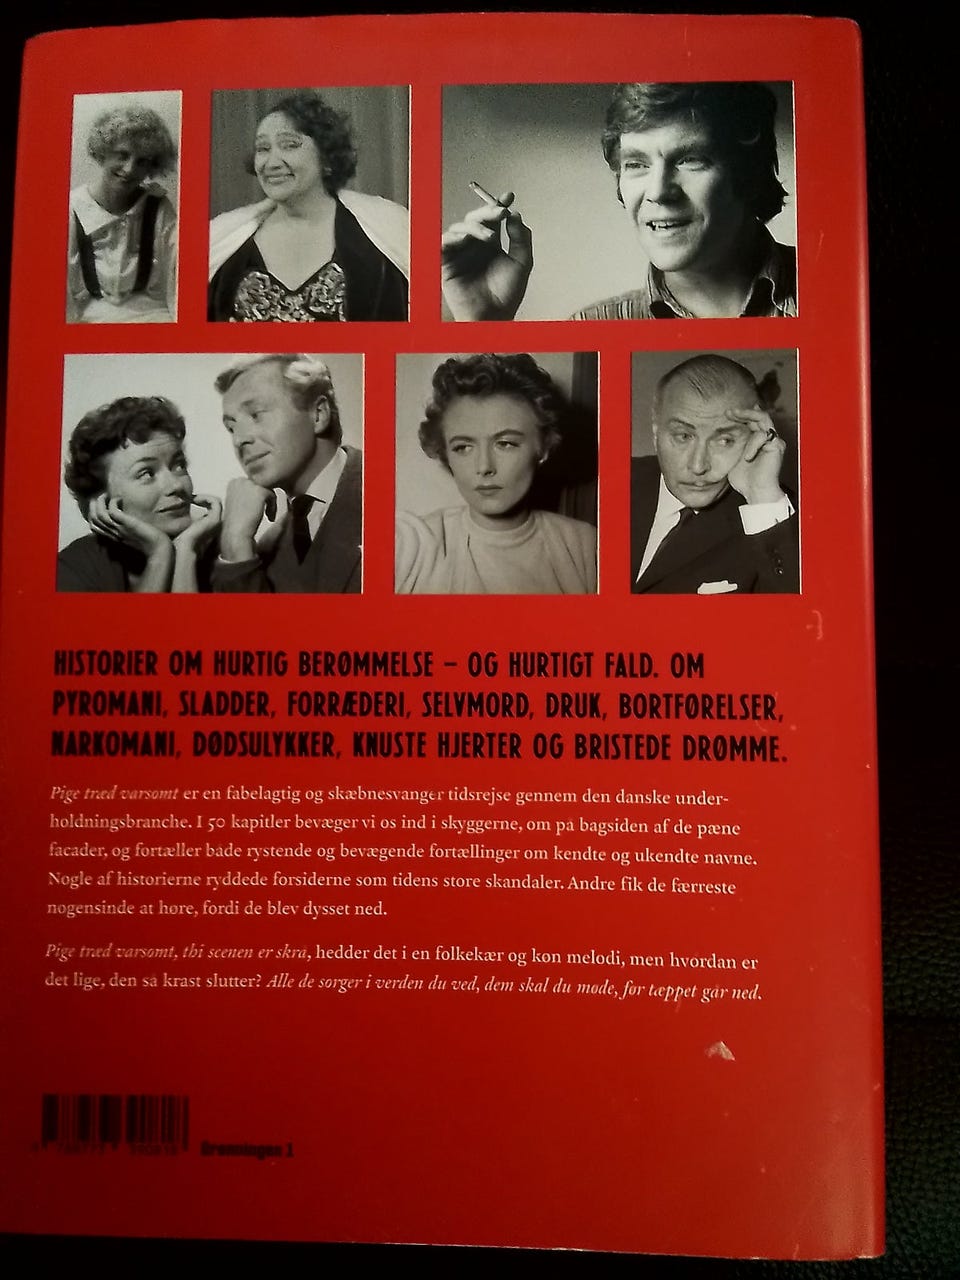 HISTORIER OM HURTIG BERØMMELSE – OG HURTIGT FALD. OM
PYROMANI, SLADDER, FORRÆDERI, SELVMORD, DRUK, BORTFØRELSER,
NARKOMANI, DØDSULYKKER, KNUSTE HJERTER OG BRISTEDE DRØMME.
Pige træd varsomt er en fabelagtig og skæbnesvanger tidsrejse gennem den danske under-
holdningsbranche. I 50 kapitler bevæger vi os ind i skyggerne, om på bagsiden af de pæne
facader, og fortæller både rystende og bevægende fortællinger om kendte og ukendte navne.
Nogle af historierne ryddede forsiderne som tidens store skandaler. Andre fik de færreste
nogensinde at høre, fordi de blev dysset ned.
Pige træd varsomt, thi scenen er skrå, hedder det i en folkekær og køn melodi, men hvordan er
det lige, den så krast slutter? Alle de sorger i verden du ved, dem skal du møde, før tæppet går ned.
Grønningen 1